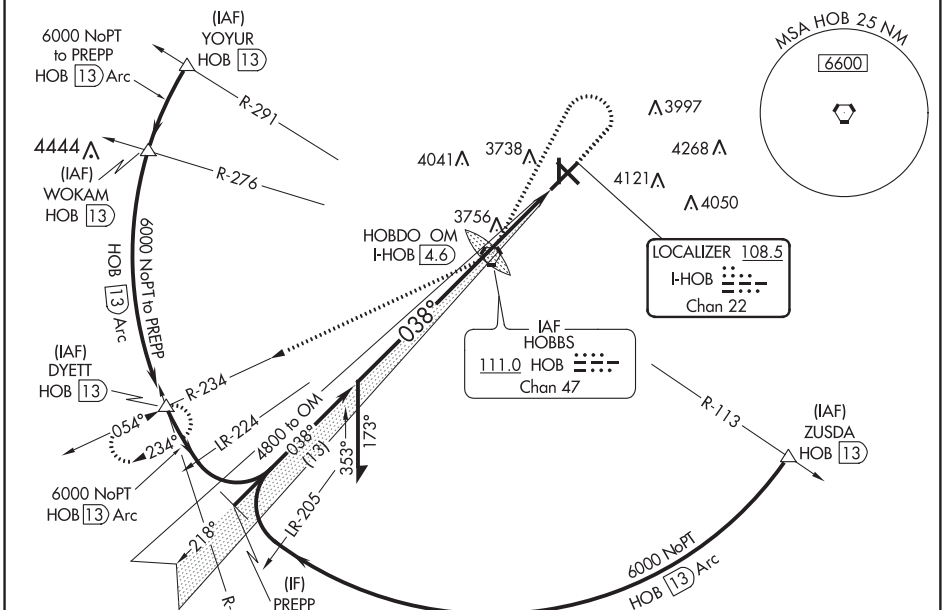 (IAF)
YOYUR
HOB 13
6000 NoPT
to PREPP
HOB 13 Arc
R-291
MSA HOB 25 NM
6600
4444
(IAF)
WOKAM
HOB 13
R-276
4041
3738
3997
4268
4121
4050
3756
HOBDO OM
I-HOB 4.6
LOCALIZER 108.5
I-HOB
Chan 22
6000 NoPT to PREPP
HOB 13 Arc
038°
IAF
HOBBS
111.0 HOB
Chan 47
(IAF)
DYETT
HOB 13
R-234
054°
234°
LR-224
4800 to OM
038°
(13)
353°
173°
R-113
(IAF)
ZUSDA
HOB 13
6000 NoPT
HOB 13 Arc
LR-205
218°
R-
(IF)
PREPP
6000 NoPT
HOB 13 Arc